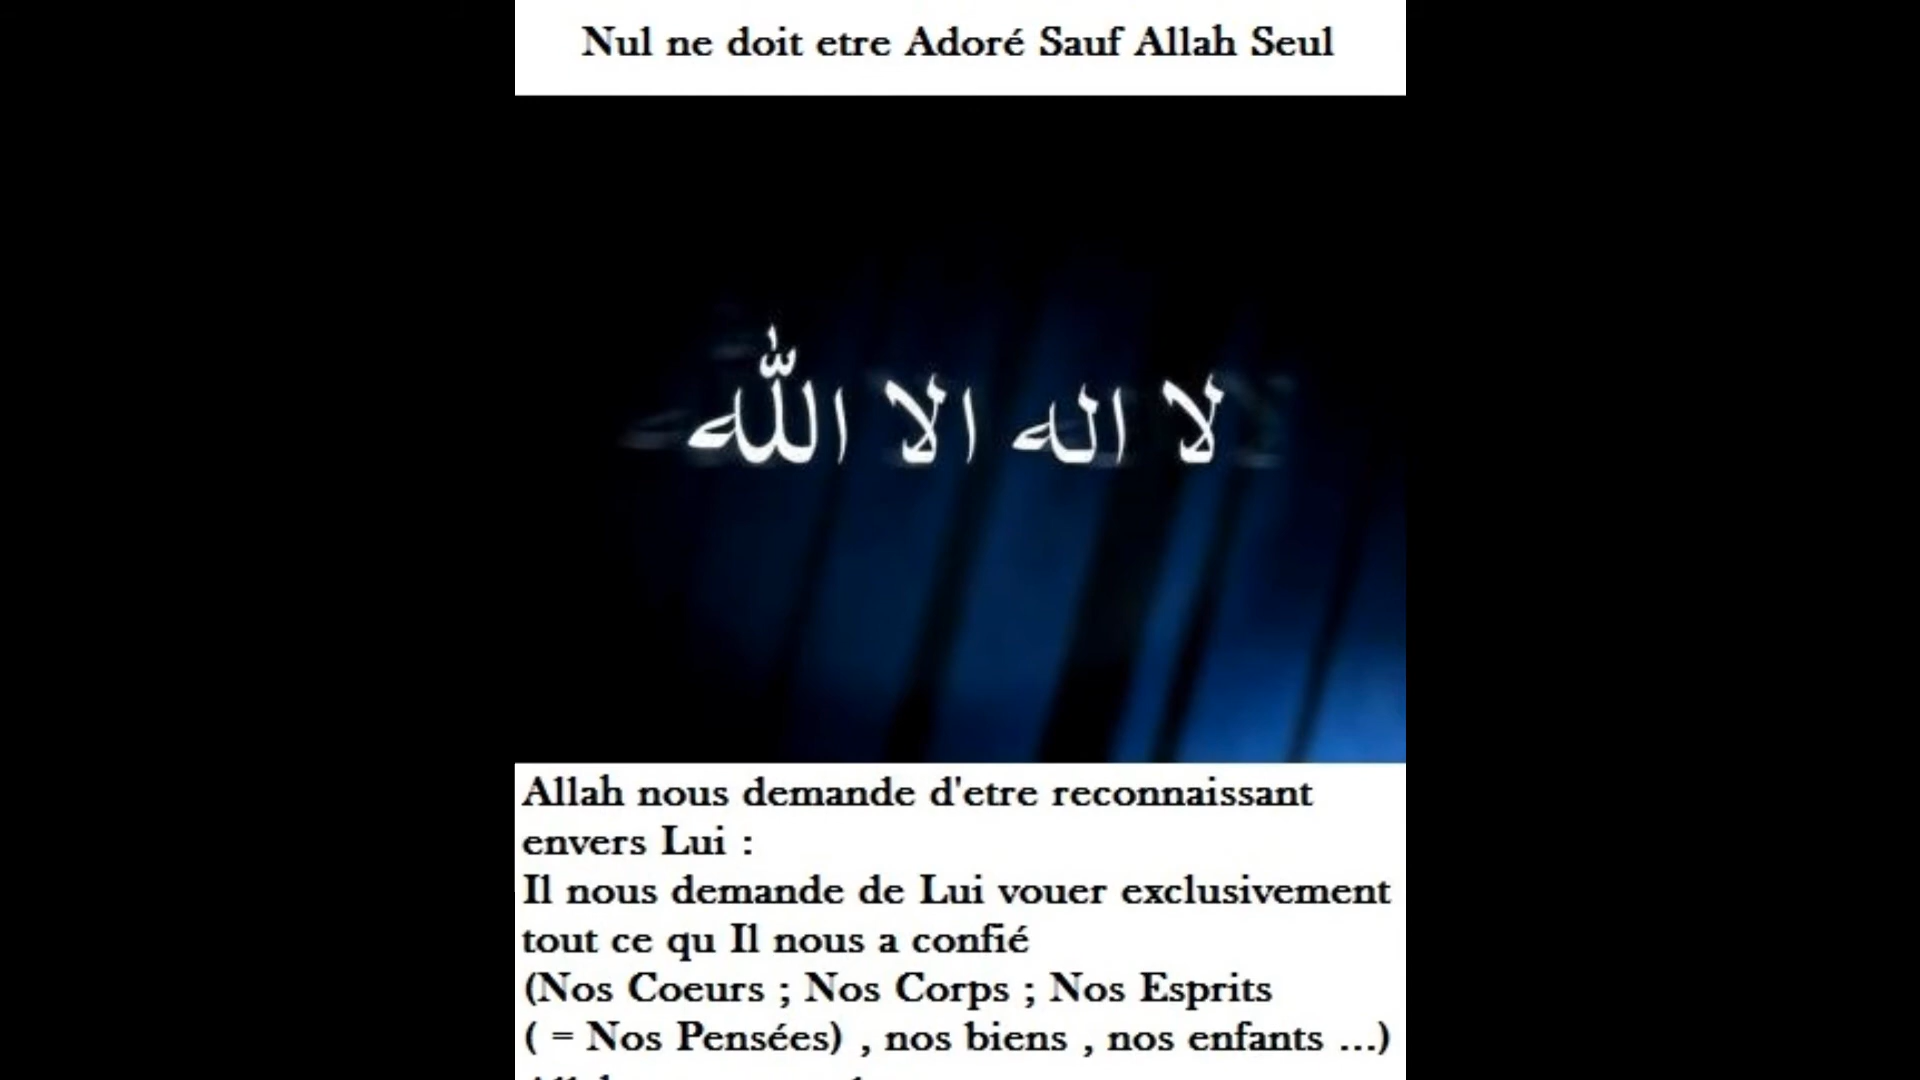 Nul ne doit etre Adoré Sauf Allah Seul
لا اله الا الله
Allah nous demande d'etre reconnaissant
envers Lui :
Il nous demande de Lui vouer exclusivement
tout ce qu Il nous a confié
(Nos Coeurs ; Nos Corps ; Nos Esprits
( = Nos Pensées) , nos biens , nos enfants ...)